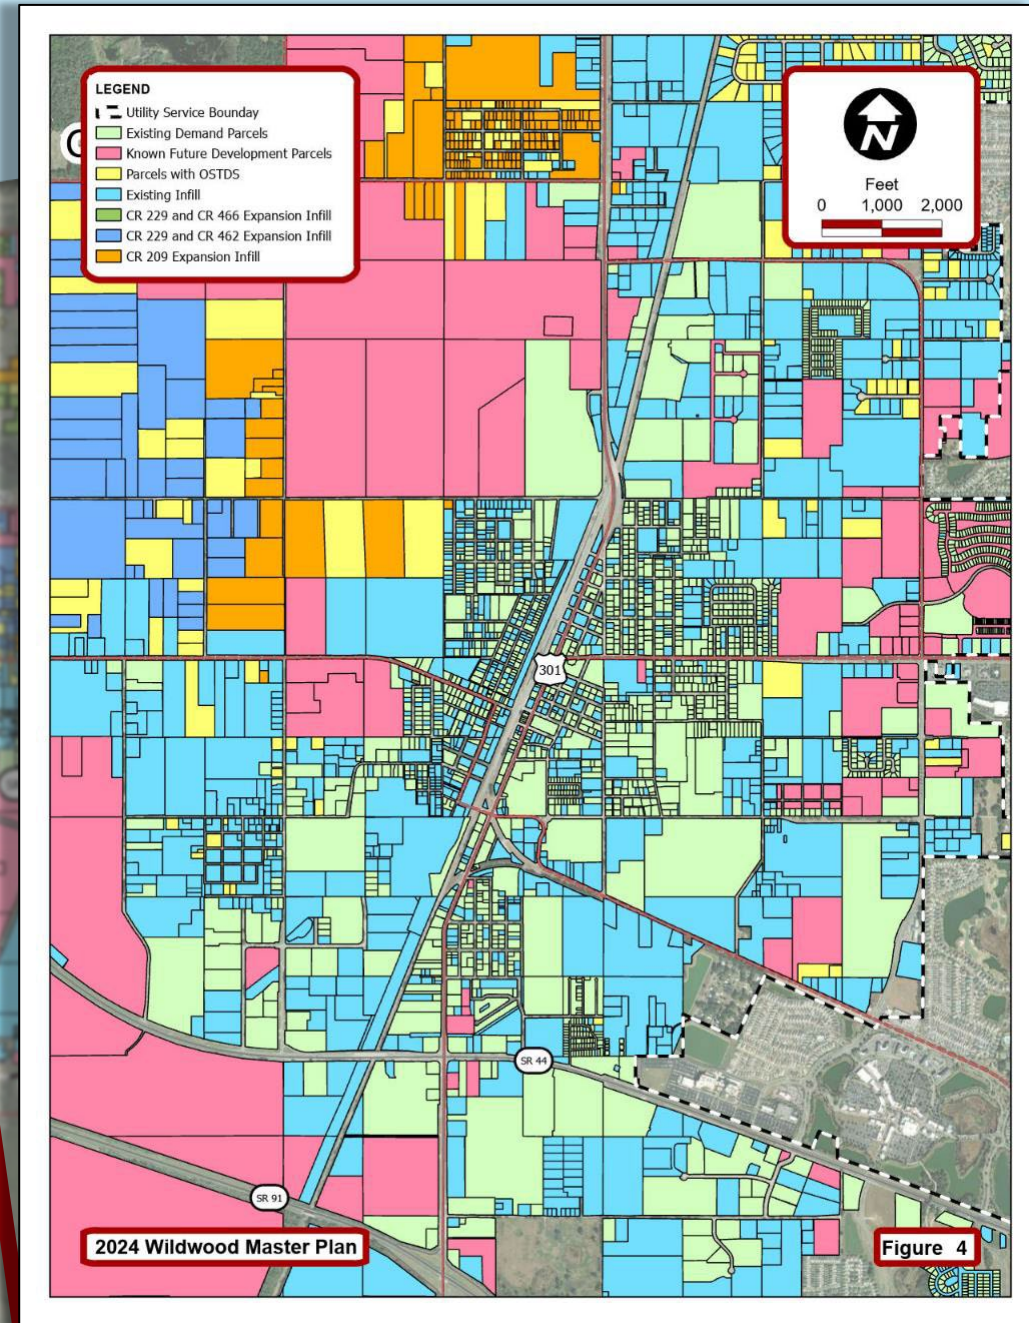 LEGEND
Utility Service Bounday
Existing Demand Parcels
Known Future Development Parcels
Parcels with OSTDS
Existing Infill
CR 229 and CR 466 Expansion Infill
CR 229 and CR 462 Expansion Infill
CR 209 Expansion Infill
N
Feet
0 1,000 2,000
301
SR 44
SR 91
2024 Wildwood Master Plan
Figure 4